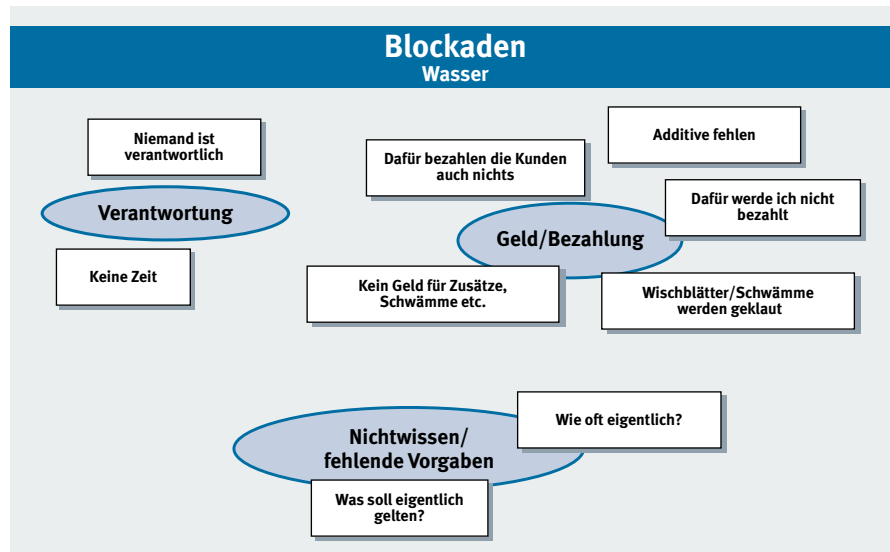 Blockaden
Wasser
Niemand ist
verantwortlich
Verantwortung
Keine Zeit
Additive fehlen
Dafür bezahlen die Kunden
auch nichts
Dafür werde ich nicht
bezahlt
Geld/Bezahlung
Kein Geld für Zusätze,
Schwämme etc.
Wischblätter/Schwämme
werden geklaut
Wie oft eigentlich?
Nichtwissen/
fehlende Vorgaben
Was soll eigentlich
gelten?